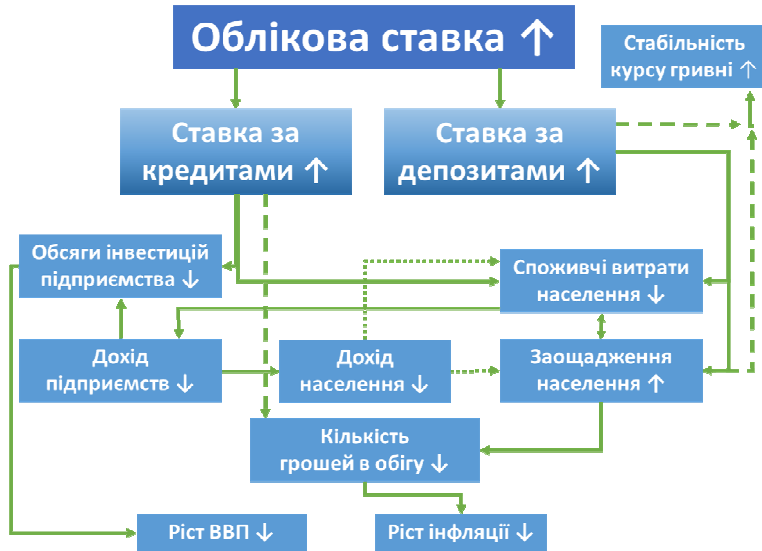 Облікова ставка ↑
Стабільність
курсу гривні ↑
Ставка за
кредитами ↑
Ставка за
депозитами ↑
Обсяги інвестицій
підприємства ↓
Споживчі витрати
населення ↓
Дохід
підприємств ↓
Дохід
населення ↓
Заощадження
населення ↑
Кількість
грошей в обігу ↓
Ріст ВВП ↓
Ріст інфляції ↓